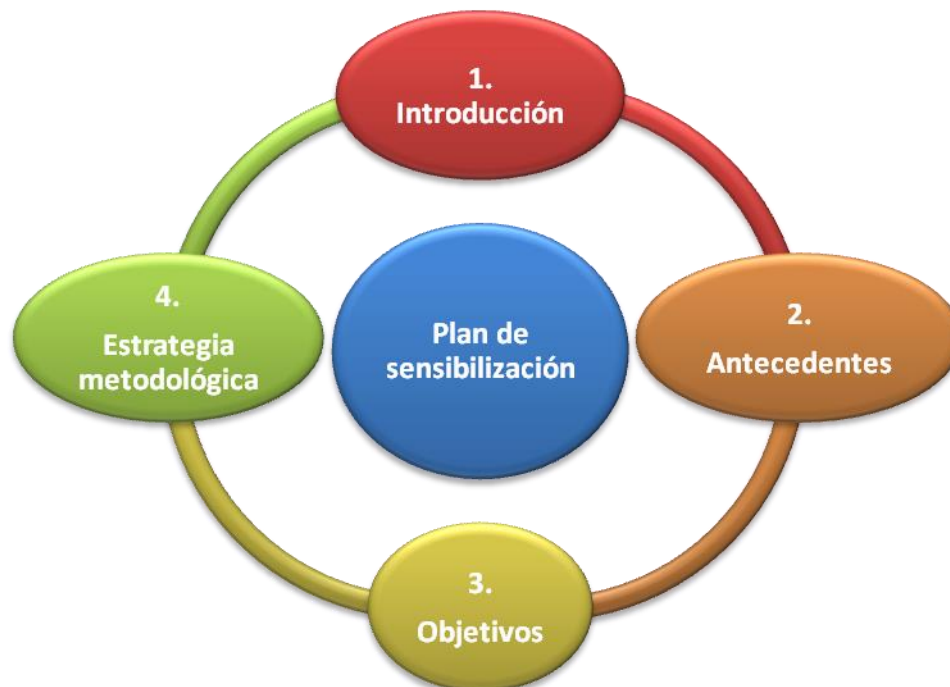 1.
Introducción
2.
Antecedentes
3.
Objetivos
4.
Estrategia
metodológica
Plan de
sensibilización